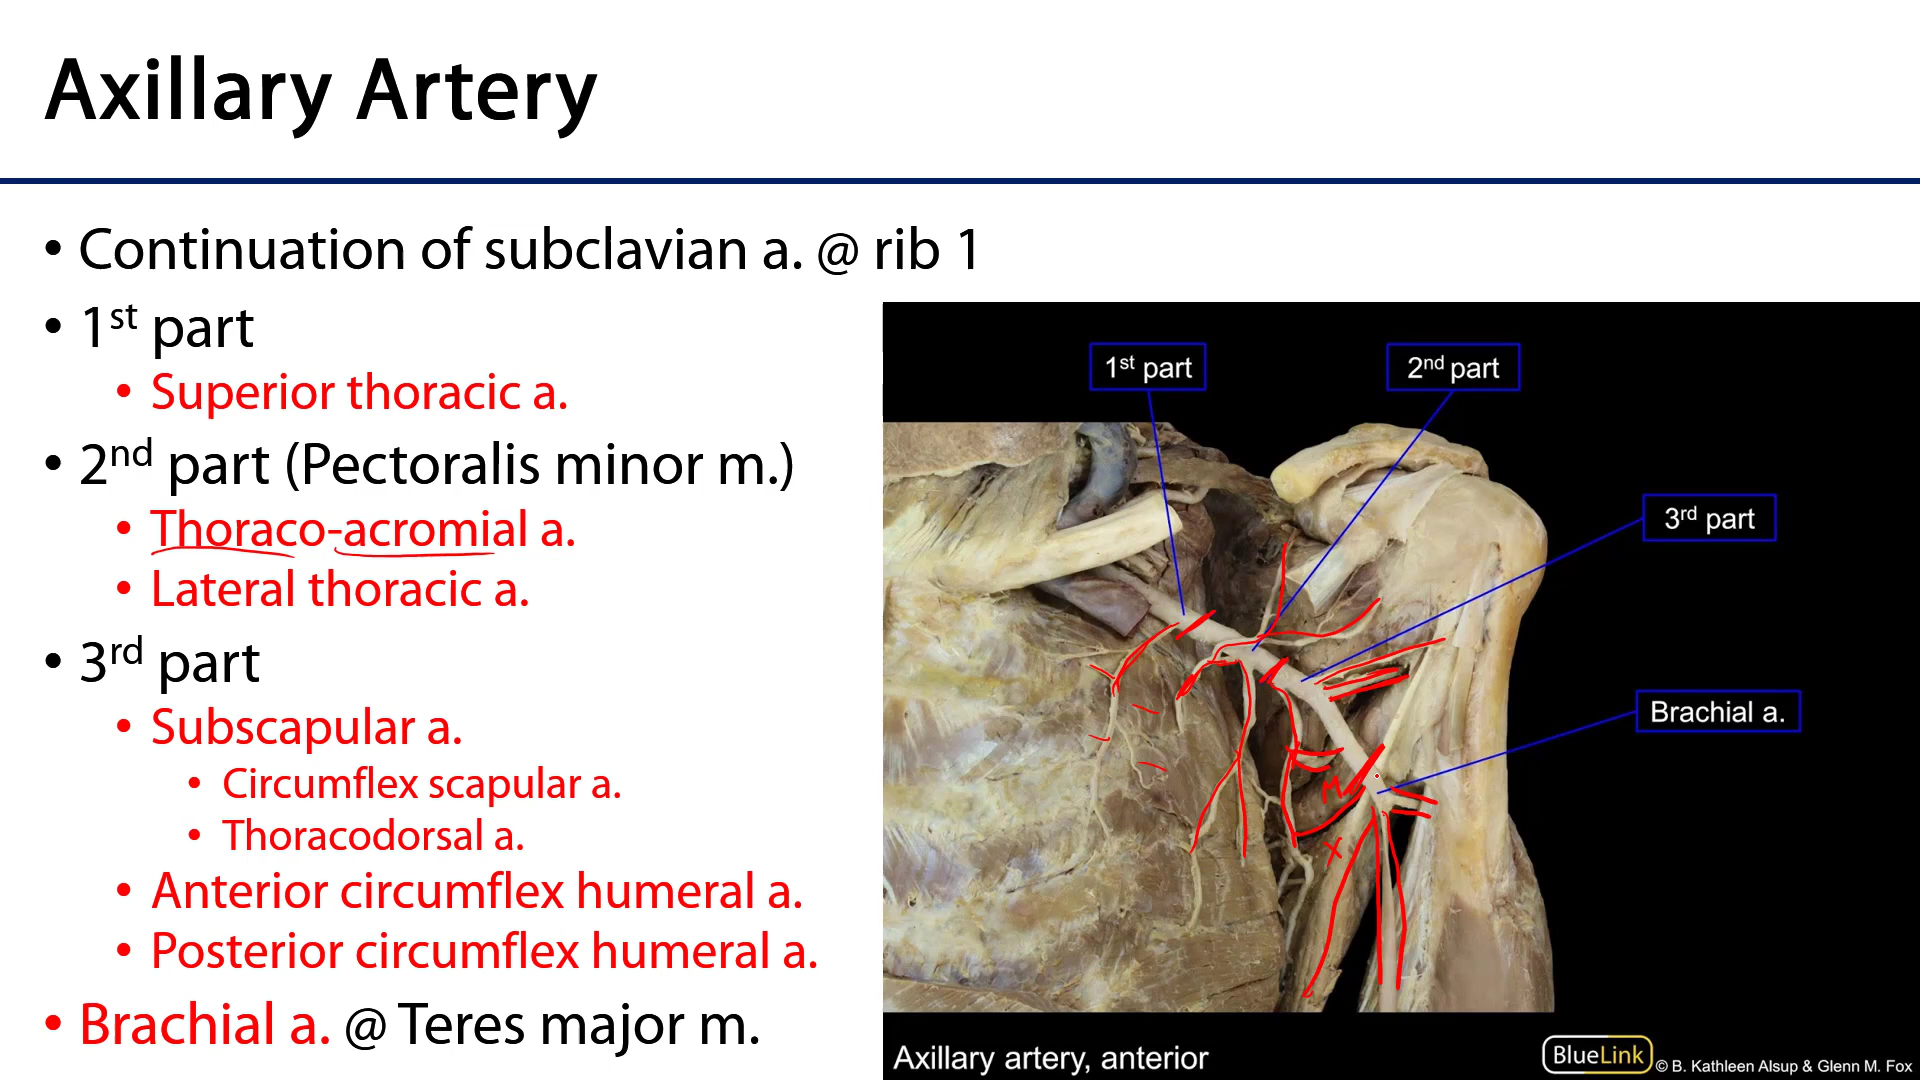 Axillary Artery
• Continuation of subclavian a. @ rib 1
• 1st part
• Superior thoracic a.
• 2nd part (Pectoralis minor m.)
• Thoraco-acromial a.
• Lateral thoracic a.
• 3rd part
• Subscapular a.
• Circumflex scapular a.
• Thoracodorsal a.
• Anterior circumflex humeral a.
• Posterior circumflex humeral a.
• Brachial a. @ Teres major m.
1st part
2nd part
3rd part
Brachial a.
M
X
Axillary artery, anterior
BlueLink © B. Kathleen Alsup & Glenn M. Fox